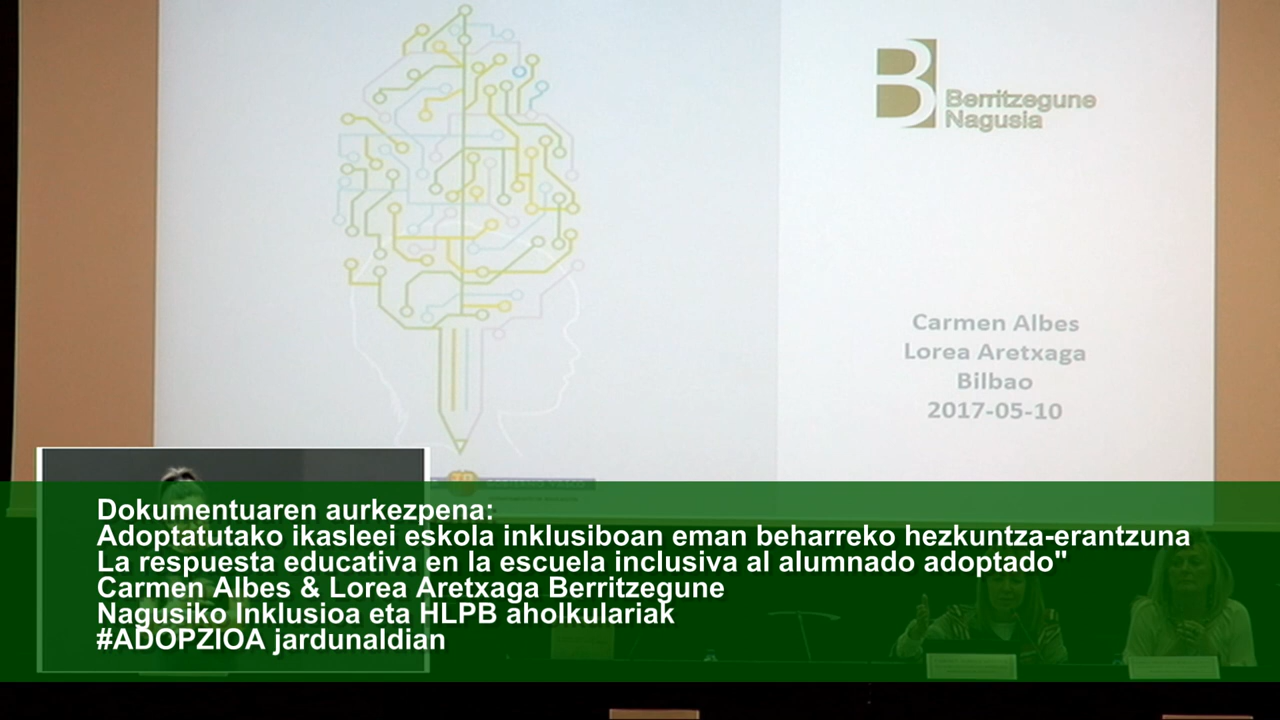 Berritzegune
Nagusia
Carmen Albes
Lorea Aretxaga
Bilbao
2017-05-10
Dokumentuaren aurkezpena:
Adoptatutako ikasleei eskola inklusiboan eman beharreko hezkuntza-erantzuna
La respuesta educativa en la escuela inclusiva al alumnado adoptado"
Carmen Albes & Lorea Aretxaga Berritzegune
Nagusiko Inklusioa eta HLPB aholkulariak
#ADOPZIOA jardunaldian